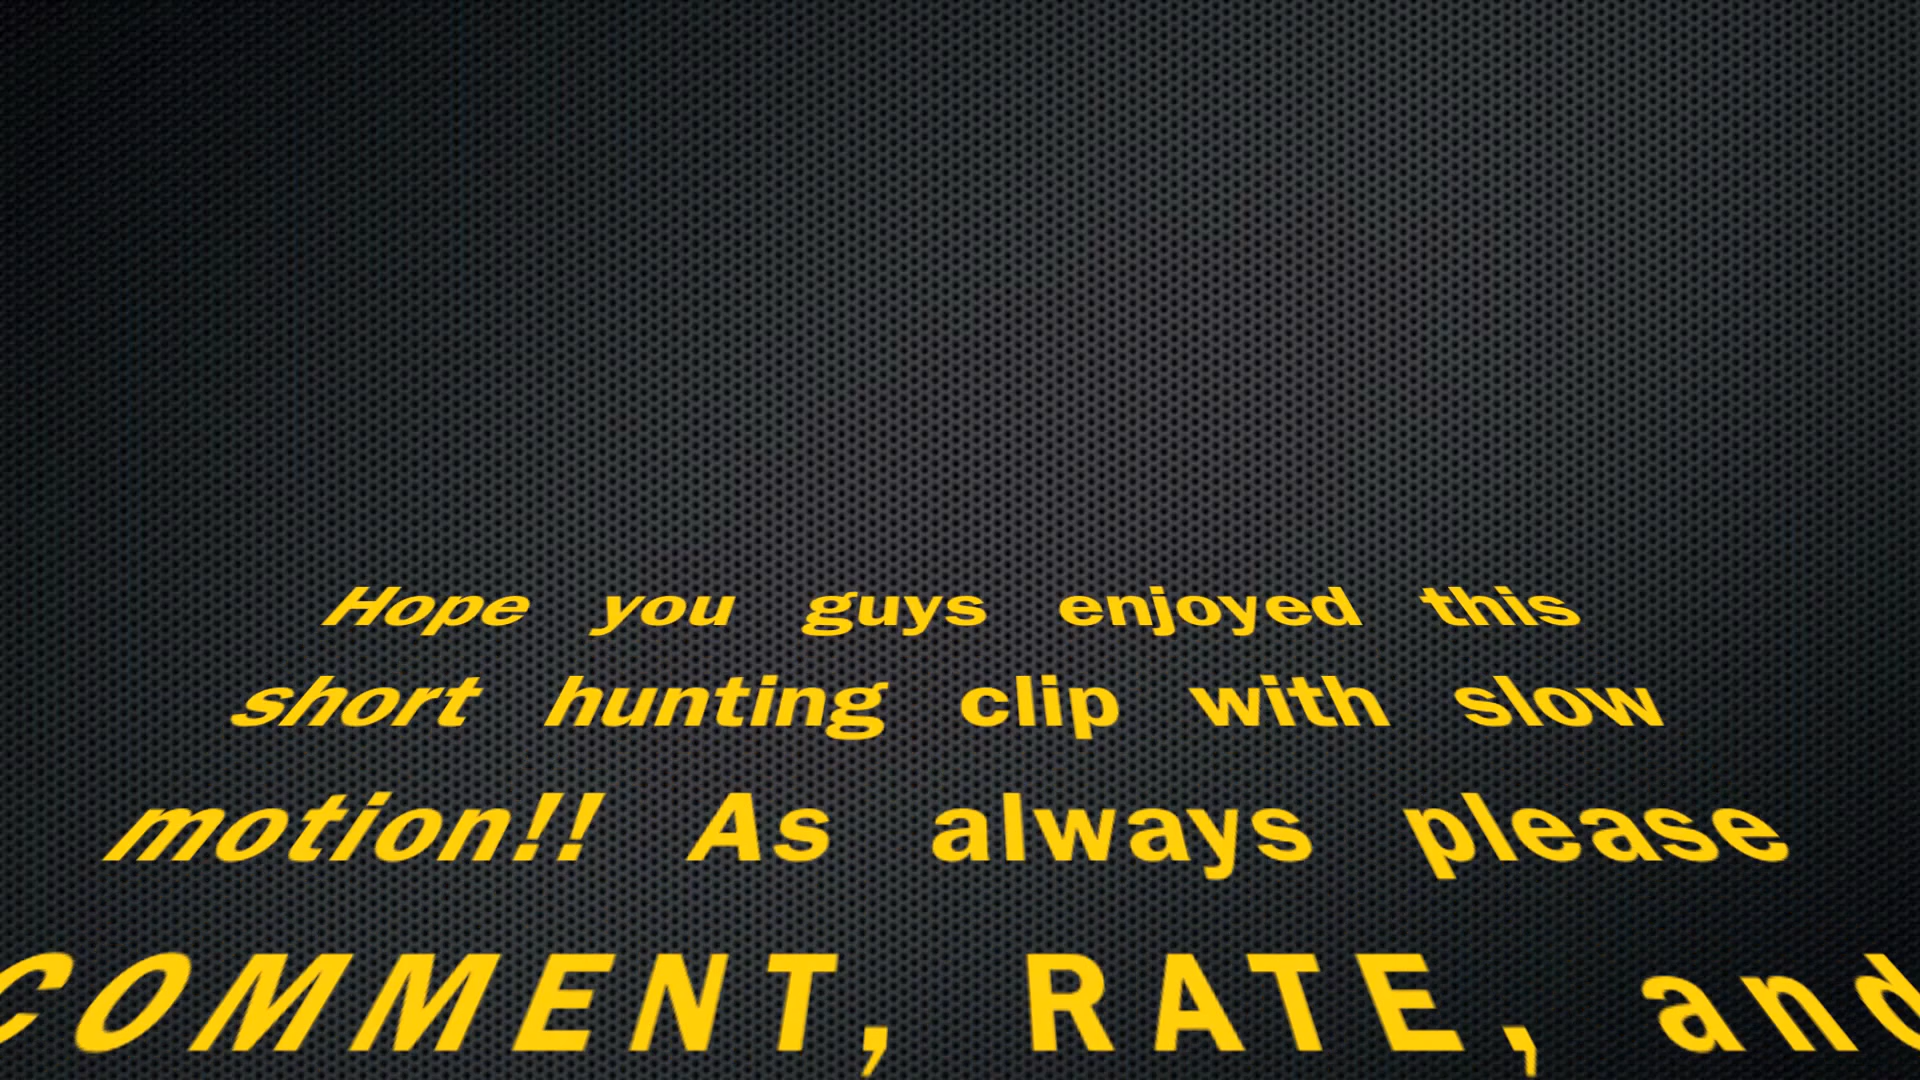 Hope you guys enjoyed this
short hunting clip with slow
motion!! As always please
COMMENT, RATE, and